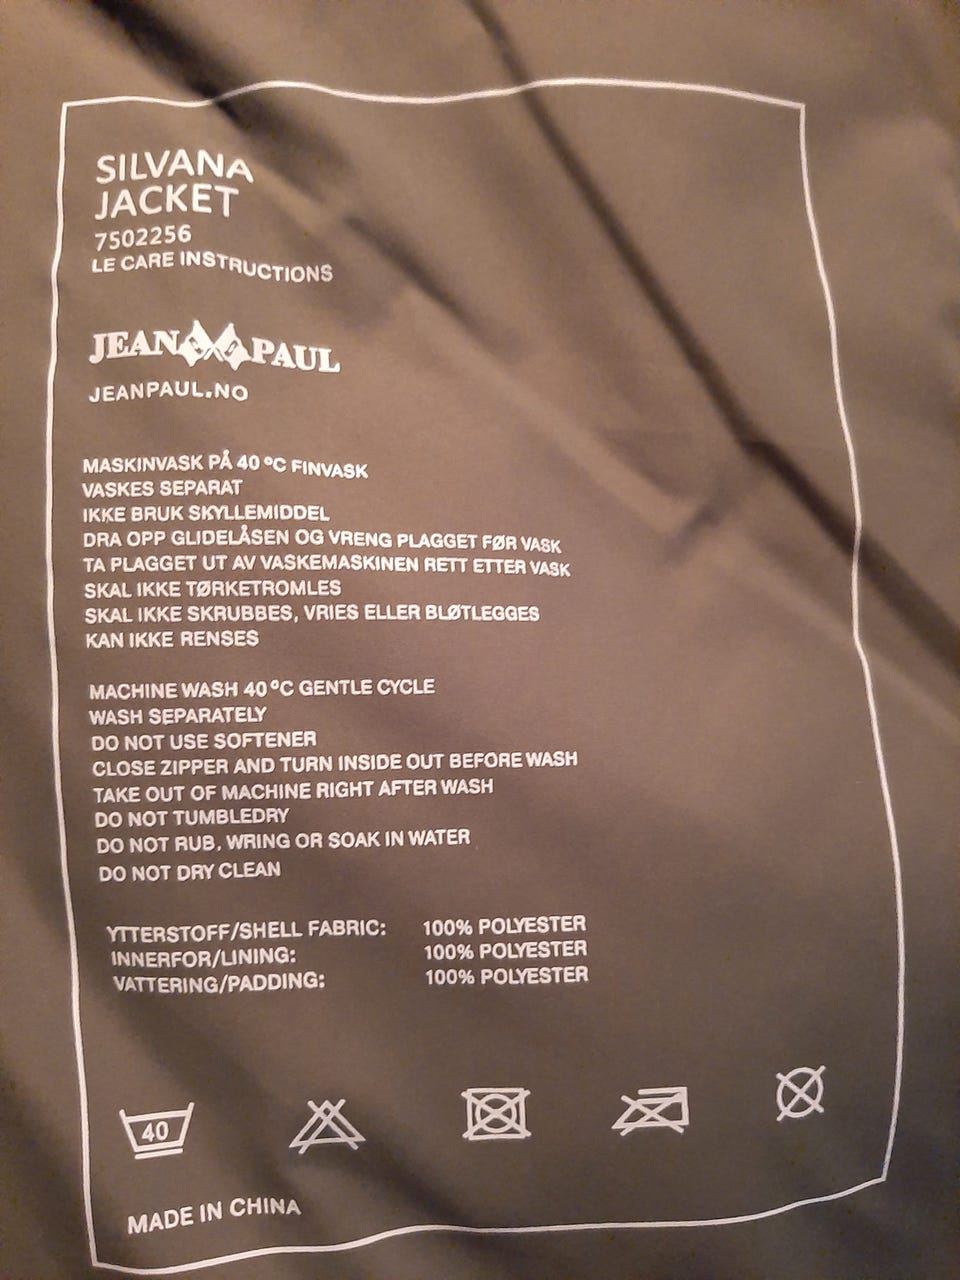 SILVANA
JACKET
7502256
LE CARE INSTRUCTIONS
JEAN PAUL
JEANPAUL.NO
MASKINVASK PÅ 40 °C FINVASK
VASKES SEPARAT
IKKE BRUK SKYLLEMIDDEL
DRA OPP GLIDELÅSEN OG VRENG PLAGGET FØR VASK
TA PLAGGET UT AV VASKEMASKINEN RETT ETTER VASK
SKAL IKKE TØRKETROMLES
SKAL IKKE SKRUBBES, VRIES ELLER BLØTLEGGES
KAN IKKE RENSES
MACHINE WASH 40 °C GENTLE CYCLE
WASH SEPARATELY
DO NOT USE SOFTENER
CLOSE ZIPPER AND TURN INSIDE OUT BEFORE WASH
TAKE OUT OF MACHINE RIGHT AFTER WASH
DO NOT TUMBLEDRY
DO NOT RUB, WRING OR SOAK IN WATER
DO NOT DRY CLEAN
YTTERSTOFF/SHELL FABRIC: 100% POLYESTER
INNERFOR/LINING: 100% POLYESTER
VATTERING/PADDING: 100% POLYESTER
40
MADE IN CHINA